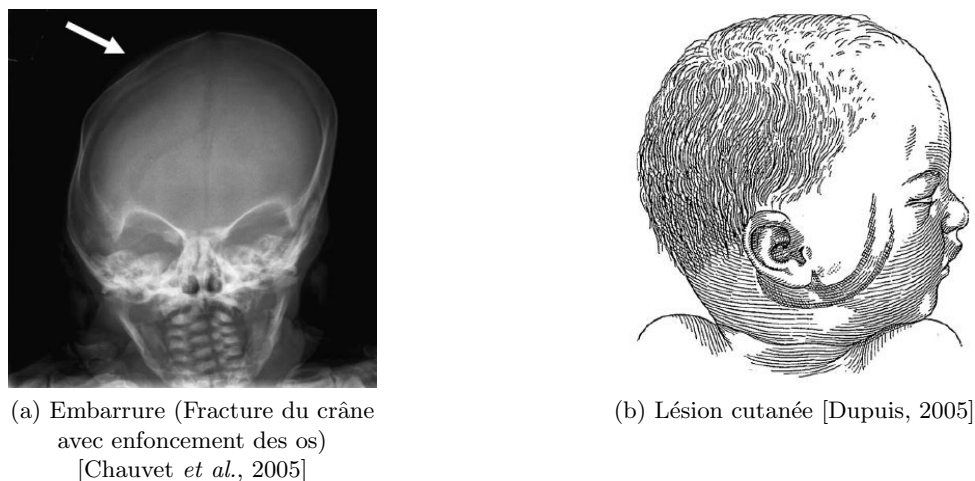 (a) Embarrure (Fracture du crâne
avec enfoncement des os)
[Chauvet et al., 2005]
(b) Lésion cutanée [Dupuis, 2005]